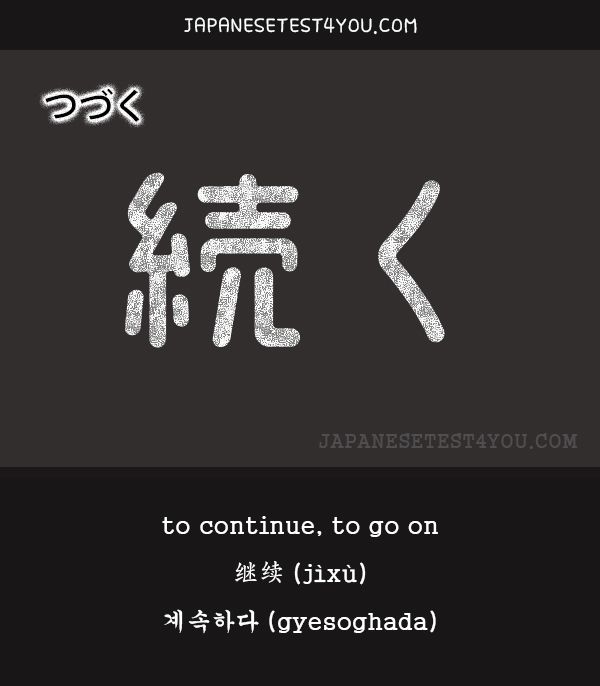 JAPANESETEST4YOU.COM
つづく
続く
JAPANESETEST4YOU.COM
to continue, to go on
继续 (jìxù)
계속하다 (gyesoghada)